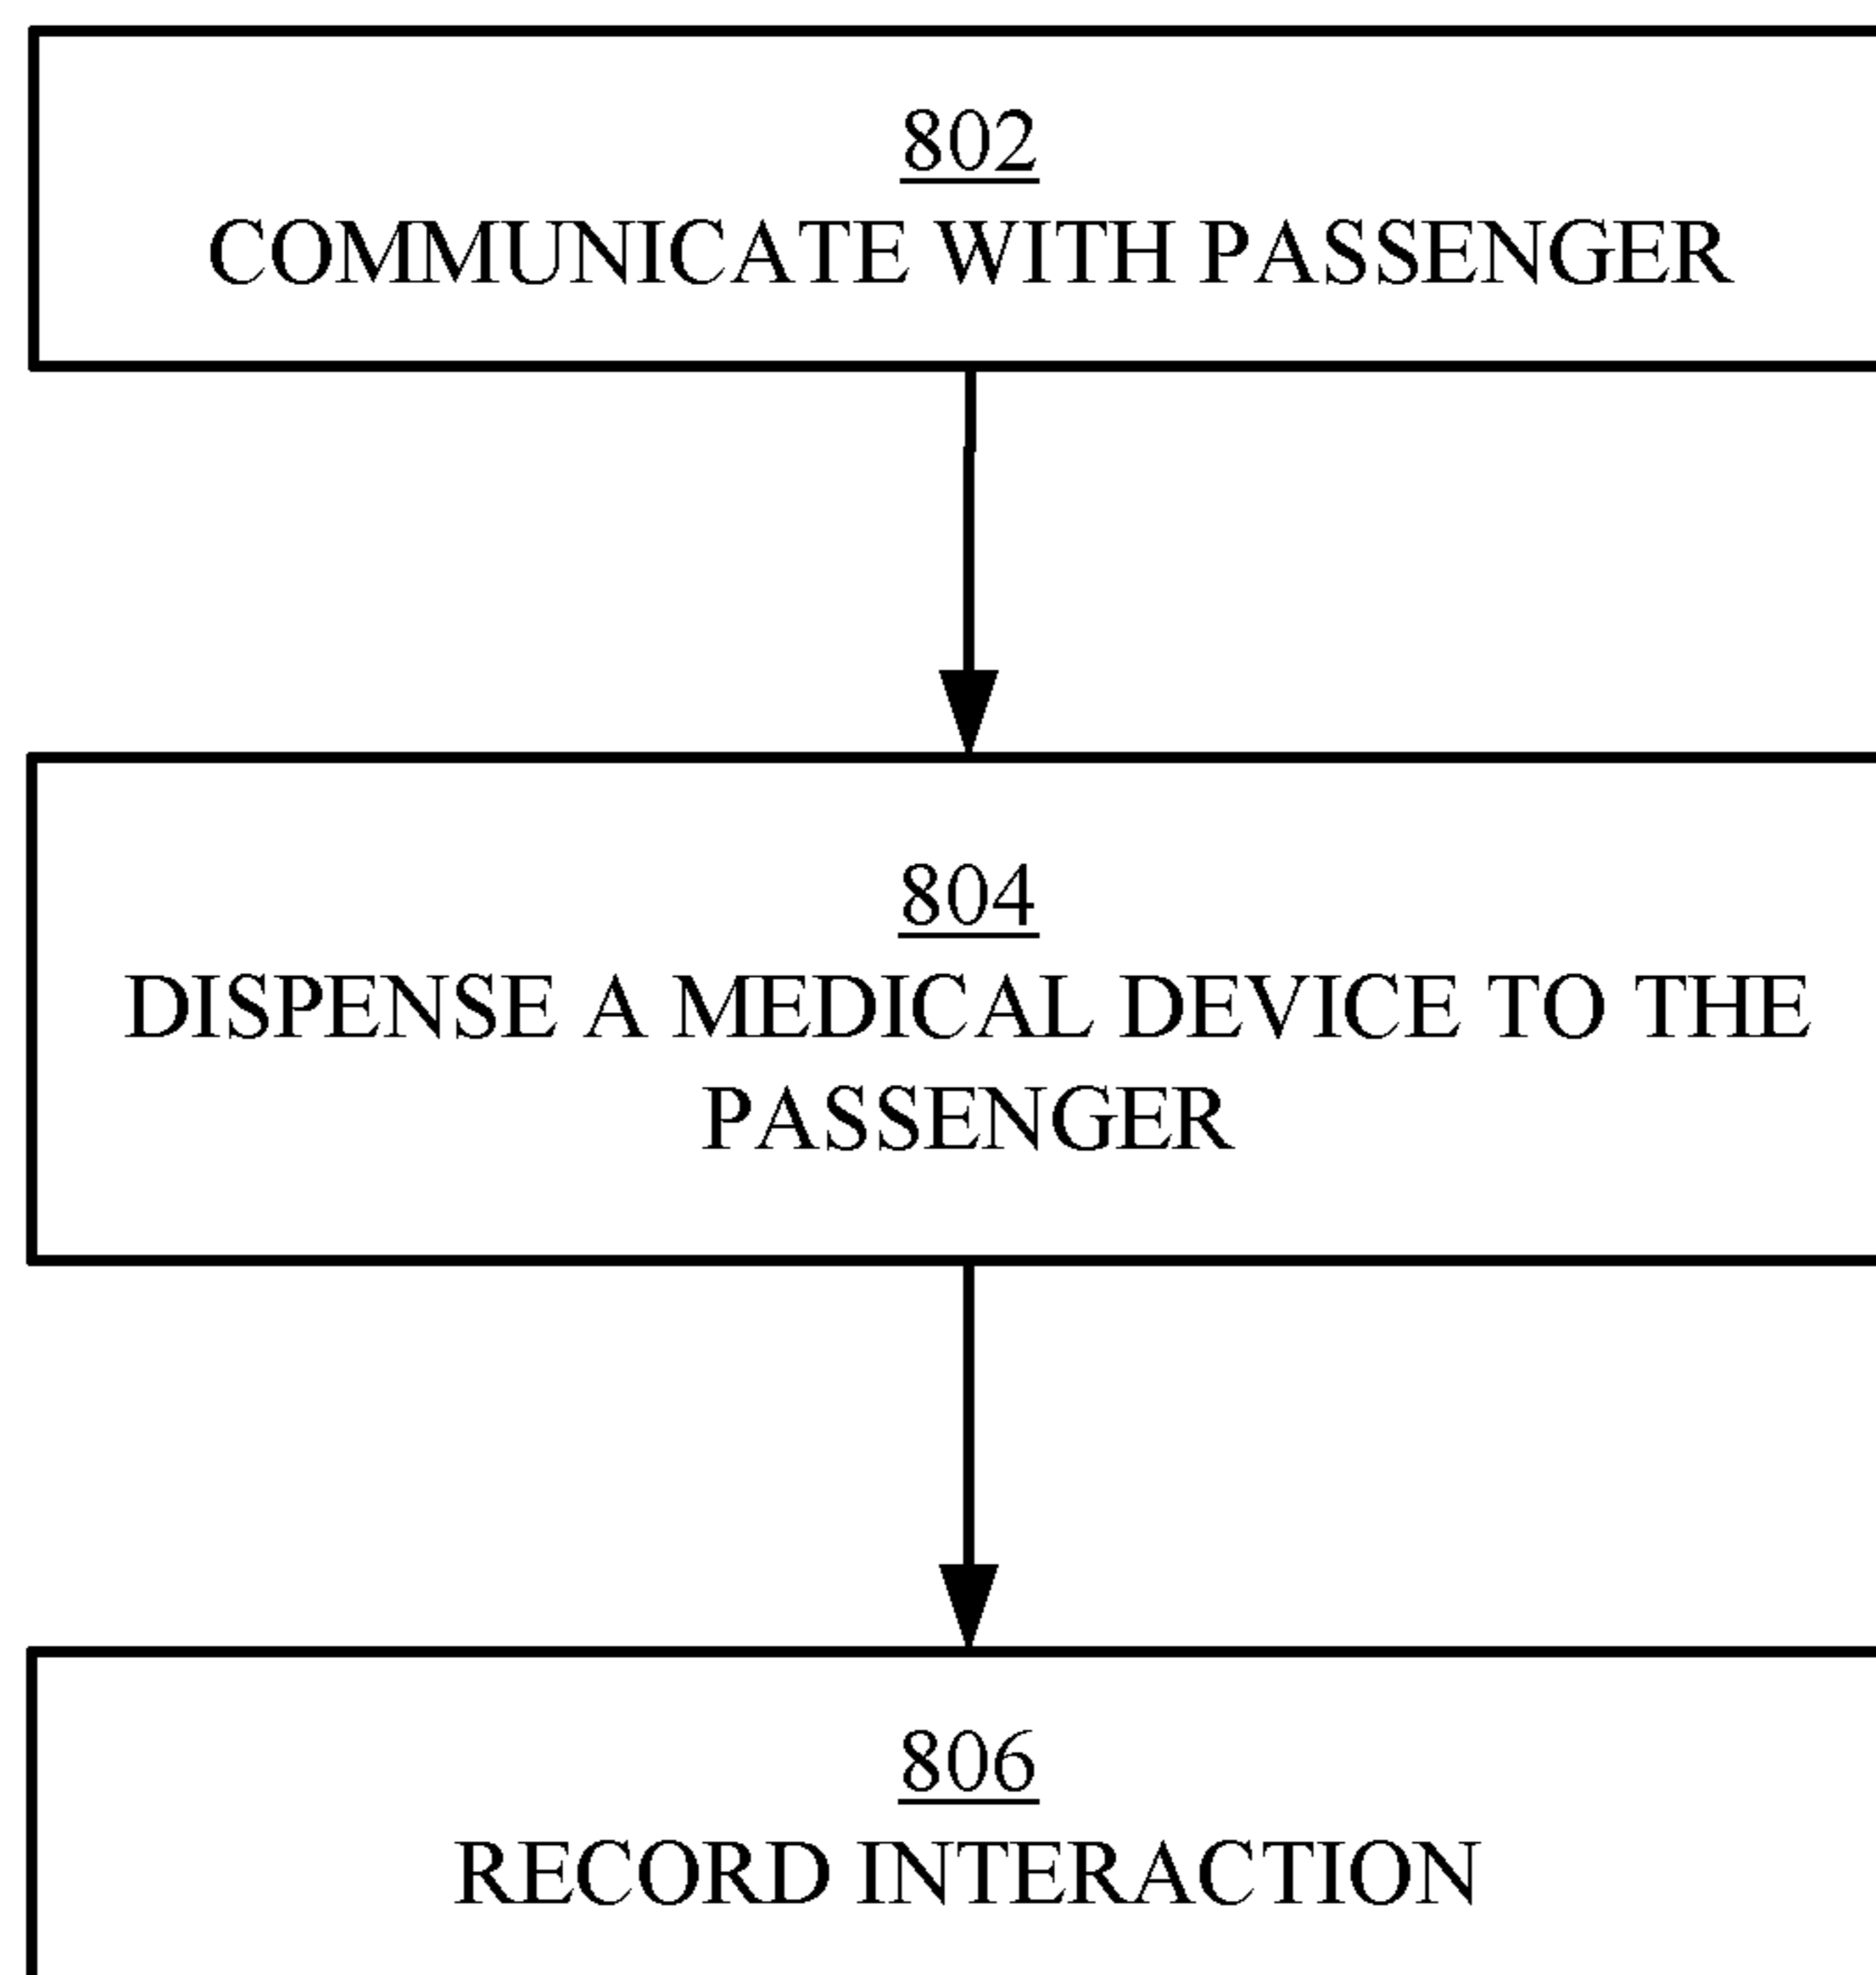 802
COMMUNICATE WITH PASSENGER
804
DISPENSE A MEDICAL DEVICE TO THE
PASSENGER
806
RECORD INTERACTION